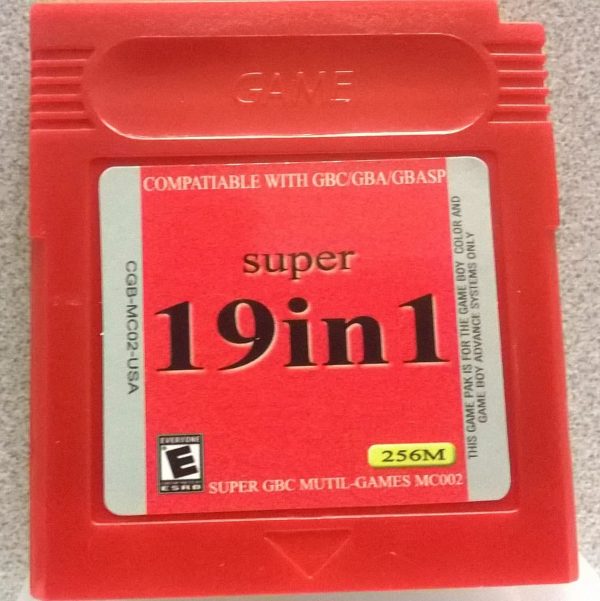 GAME
COMPATIABLE WITH GBC/GBA/GBASP
super
19in1
256M
EVERYONE
E
ESRB
SUPER GBC MUTIL-GAMES MC002
CGB-MC02-USA
THIS GAME PAK IS FOR THE GAME BOY COLOR AND
GAME BOY ADVANCE SYSTEMS ONLY